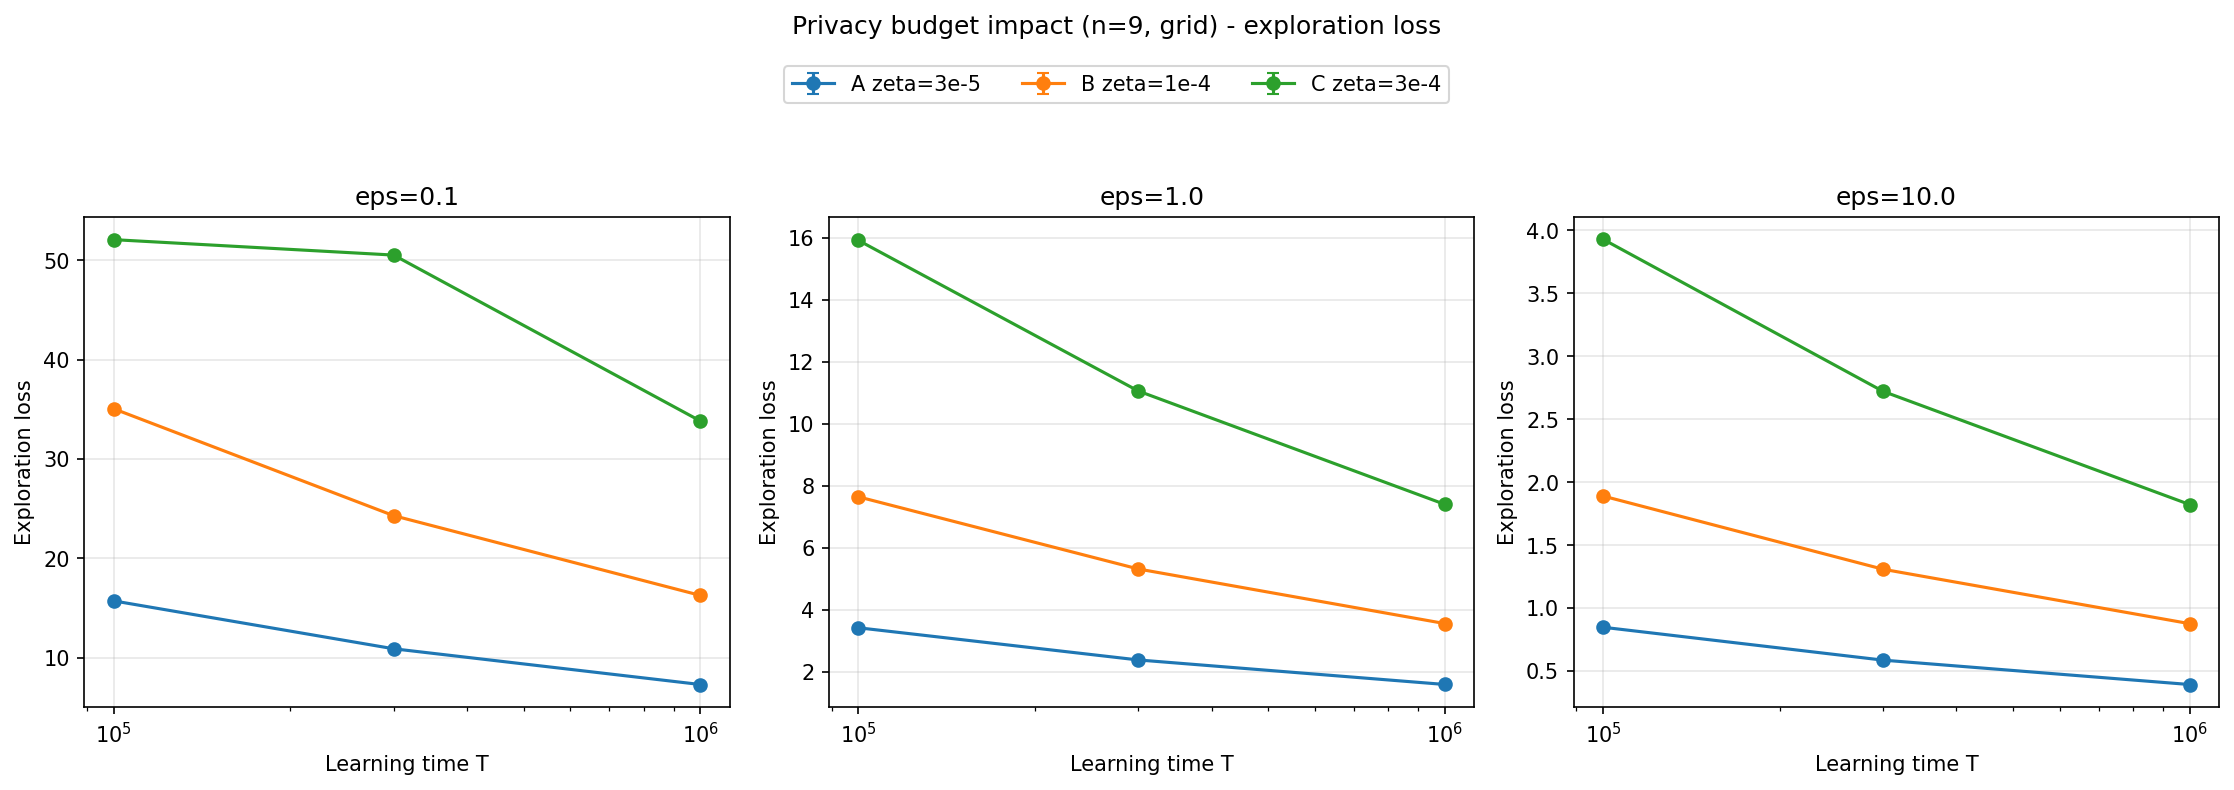 Privacy budget impact (n=9, grid) - exploration loss
A zeta=3e-5 B zeta=1e-4 C zeta=3e-4
eps=0.1
50
40
30
20
10
Exploration loss
10⁵ 10⁶
Learning time T
eps=1.0
16
14
12
10
8
6
4
2
Exploration loss
10⁵ 10⁶
Learning time T
eps=10.0
4.0
3.5
3.0
2.5
2.0
1.5
1.0
0.5
Exploration loss
10⁵ 10⁶
Learning time T